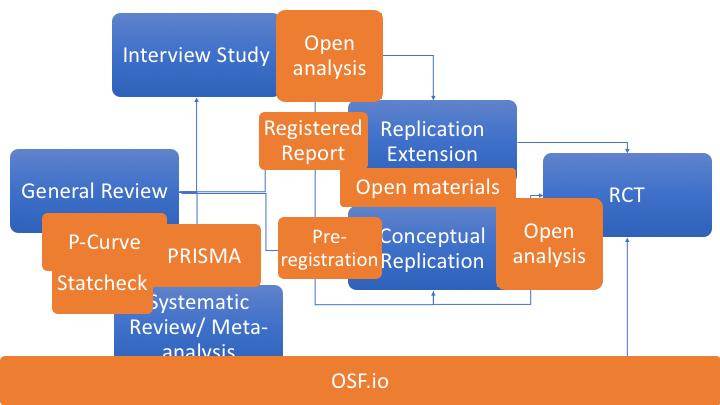 Interview Study
Open
analysis
Registered
Report
Replication
Extension
General Review
Open materials
RCT
P-Curve
PRISMA
Statcheck
Pre-
registration
Conceptual
Replication
Open
analysis
Systematic
Review/ Meta-
analysis
OSF.io